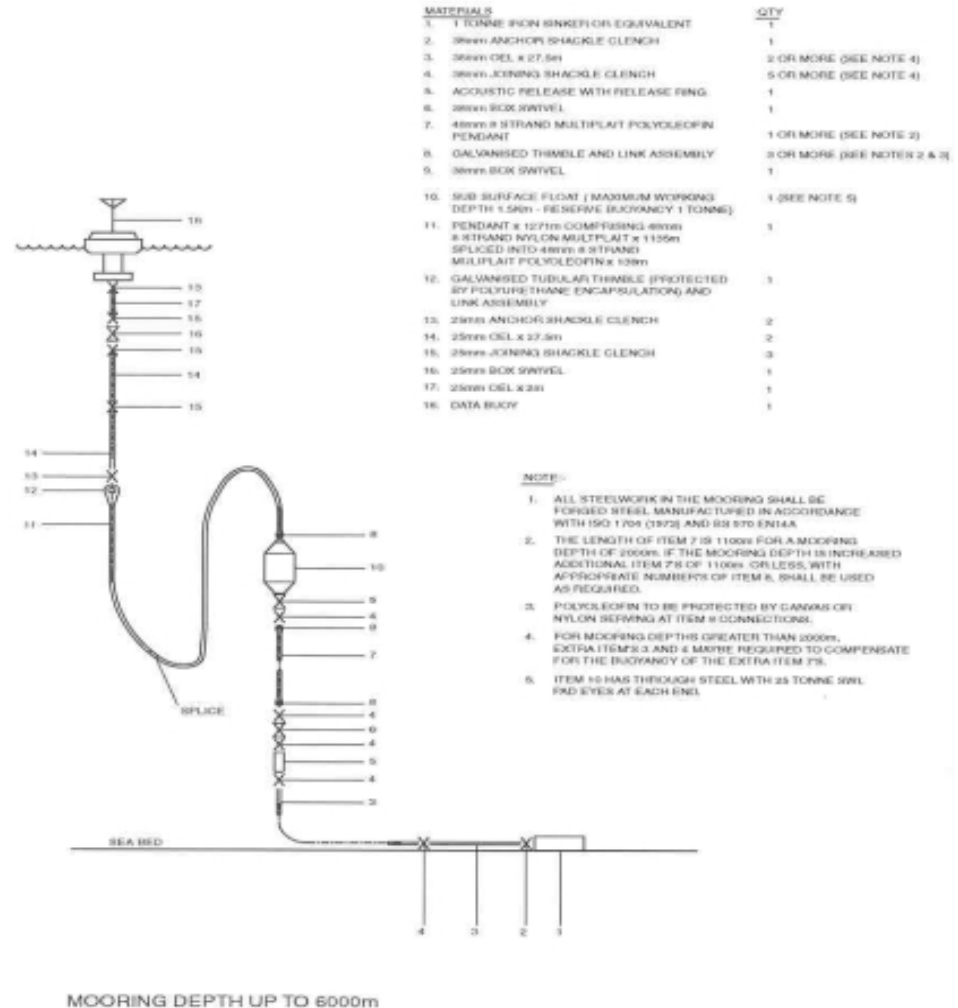 MATERIALS QTY
1. 1 TONNE IRON SINKER OR EQUIVALENT 1
2. 38mm ANCHOR SHACKLE CLENCH 1
3. 38mm OEL x 27.5m 2 OR MORE (SEE NOTE 4)
4. 38mm JOINING SHACKLE CLENCH 5 OR MORE (SEE NOTE 4)
5. ACOUSTIC RELEASE WITH RELEASE RING 1
6. 38mm BOX SWIVEL 1
7. 48mm 8 STRAND MULTIPLAIT POLYOLEOFIN
PENDANT 1 OR MORE (SEE NOTE 2)
8. GALVANISED THIMBLE AND LINK ASSEMBLY 3 OR MORE (SEE NOTES 2 & 3)
9. 38mm BOX SWIVEL 1
10. SUB SURFACE FLOAT ( MAXIMUM WORKING 1 (SEE NOTE 5)
DEPTH 1.5Km - RESERVE BUOYANCY 1 TONNE)
11. PENDANT x 1271m COMPRISING 48mm 1
8 STRAND NYLON MULTPLAIT x 1135m
SPLICED INTO 48mm 8 STRAND
MULIPLAIT POLYOLEOFIN x
12. GALVANISED TUBULAR THIMBLE (PROTECTED 1
BY POLYURETHANE ENCAPSULATION) AND
LINK ASSEMBLY
13. 25mm ANCHOR SHACKLE CLENCH 2
14. 25mm OEL x 27.5m 2
15. 25mm JOINING SHACKLE CLENCH 3
16. 25mm BOX SWIVEL 1
17. 25mm OEL x 2m 1
18. DATA BUOY 1
18
13
17
15
16
15
14
15
14
13
12
11
8
10
9
4
8
7
8
4
6
4
5
4
3
SPLICE
SEA BED
4 3 2 1
NOTE:-
1. ALL STEELWORK IN THE MOORING SHALL BE
FORGED STEEL MANUFACTURED IN ACCORDANCE
WITH ISO 1704 (1972) AND BS 970 EN14A
2. THE LENGTH OF ITEM 7 IS 1100m FOR A MOORING
DEPTH OF 2000m. IF THE MOORING DEPTH IS INCREASED
ADDITIONAL ITEM 7'S OF 1100m OR LESS, WITH
APPROPRIATE NUMBER'S OF ITEM 8, SHALL BE USED
AS REQUIRED.
3. POLYOLEOFIN TO BE PROTECTED BY CANVAS OR
NYLON SERVING AT ITEM 8 CONNECTIONS.
4. FOR MOORING DEPTHS GREATER THAN 2000m,
EXTRA ITEM'S 3 AND 4 MAYBE REQUIRED TO COMPENSATE
FOR THE BUOYANCY OF THE EXTRA ITEM 7'S.
5. ITEM 10 HAS THROUGH STEEL WITH 25 TONNE SWL
PAD EYES AT EACH END.
MOORING DEPTH UP TO 6000m